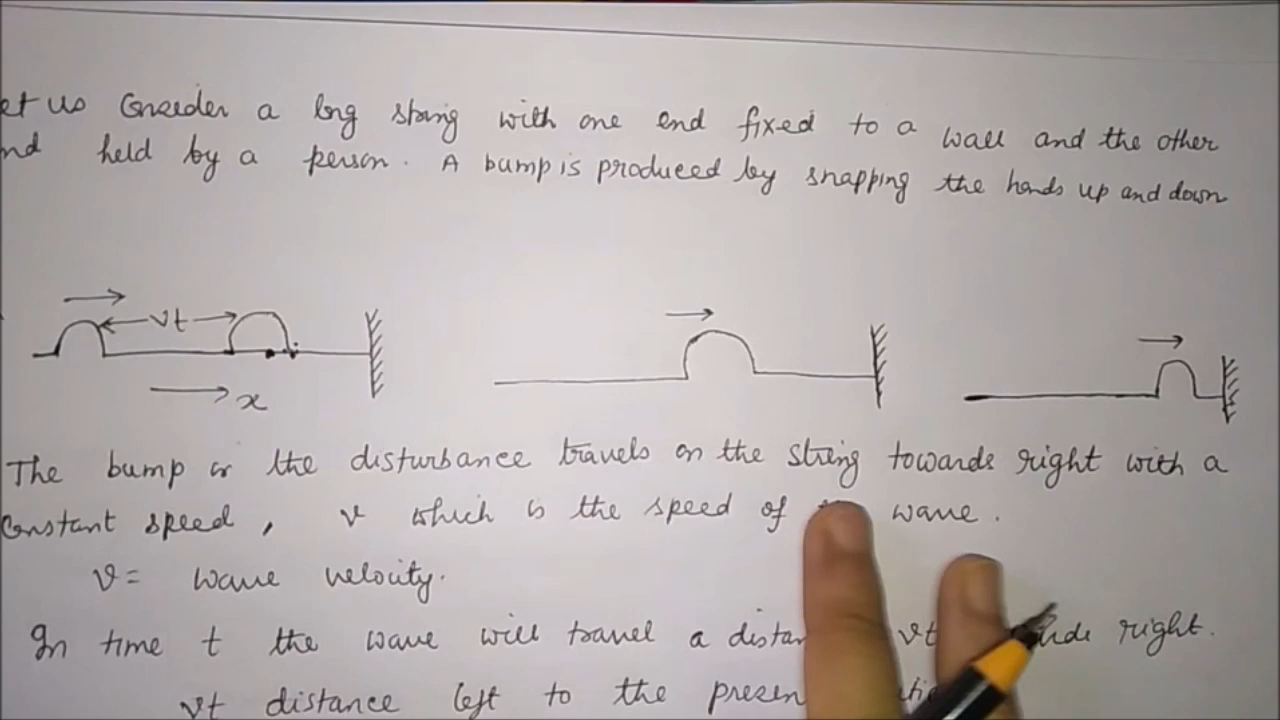 et us Consider a long string with one end fixed to a wall and the other
nd held by a person. A bump is produced by snapping the hands up and down
vt
x
The bump or the disturbance travels on the string towards right with a
Constant speed, v which is the speed of wave.
v = wave velocity.
In time t the wave will travel a distan vt right.
vt distance left to the presen